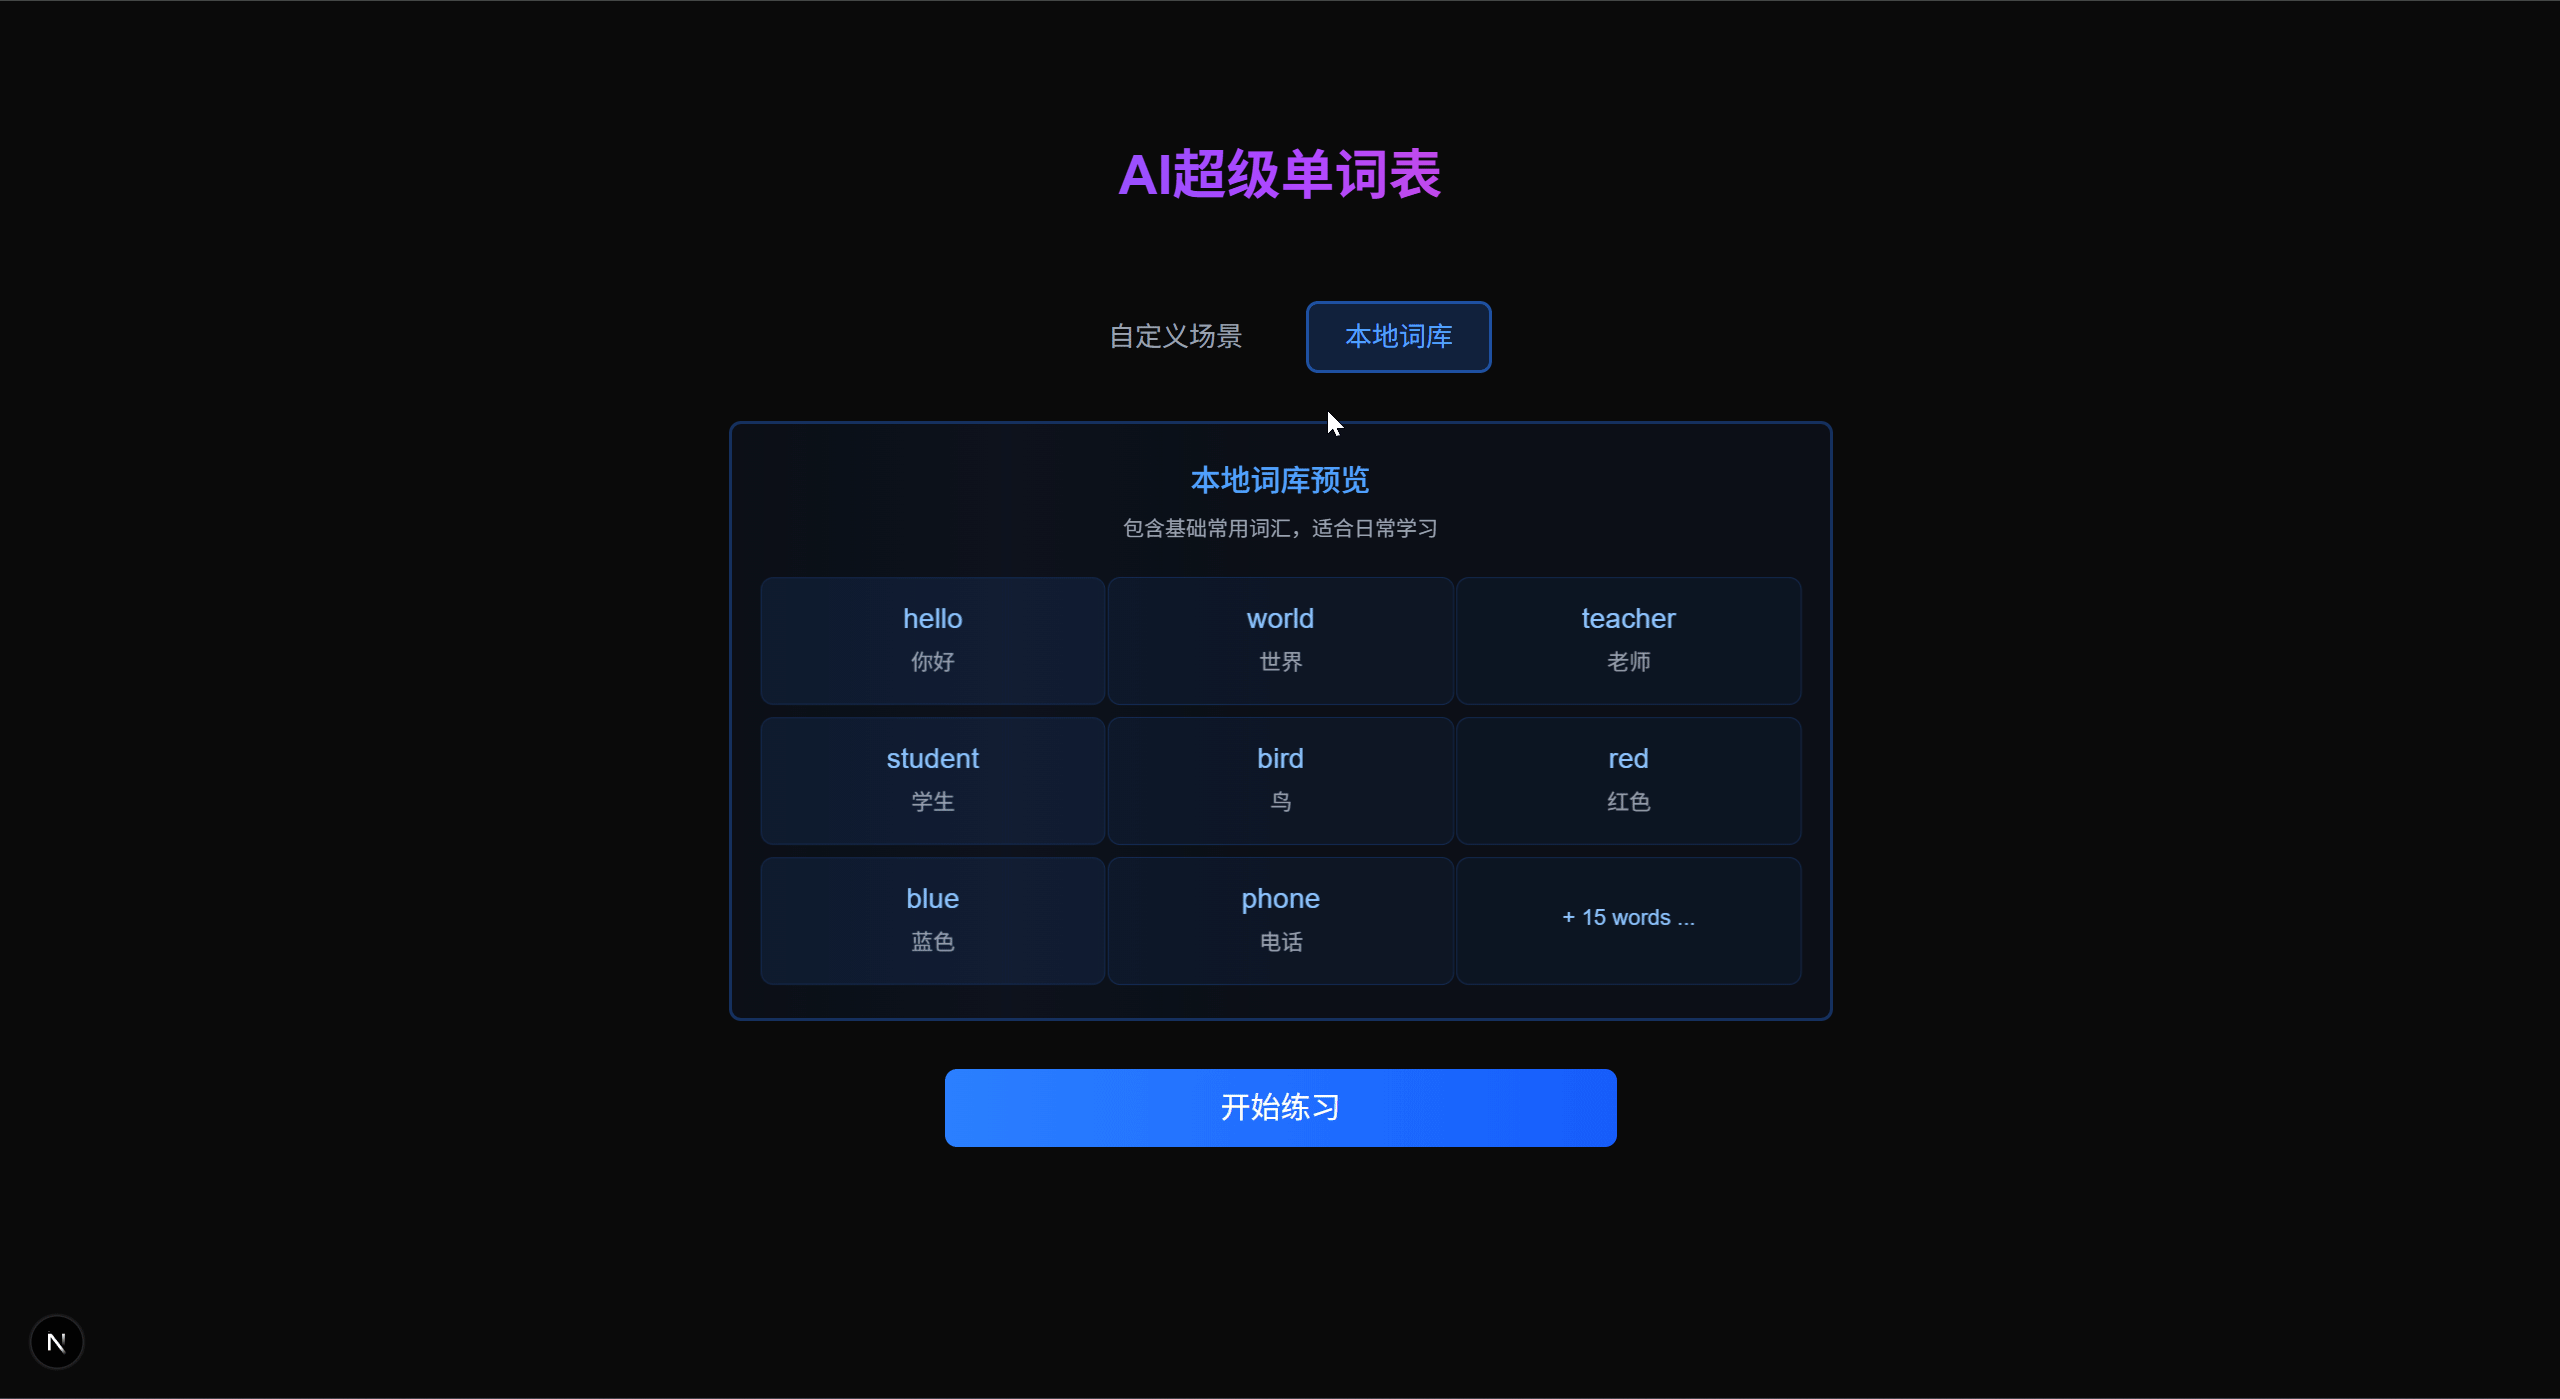 AI超级单词表
自定义场景 本地词库
本地词库预览
包含基础常用词汇，适合日常学习
hello world teacher
你好 世界 老师
student bird red
学生 鸟 红色
blue phone + 15 words ...
蓝色 电话
开始练习
N